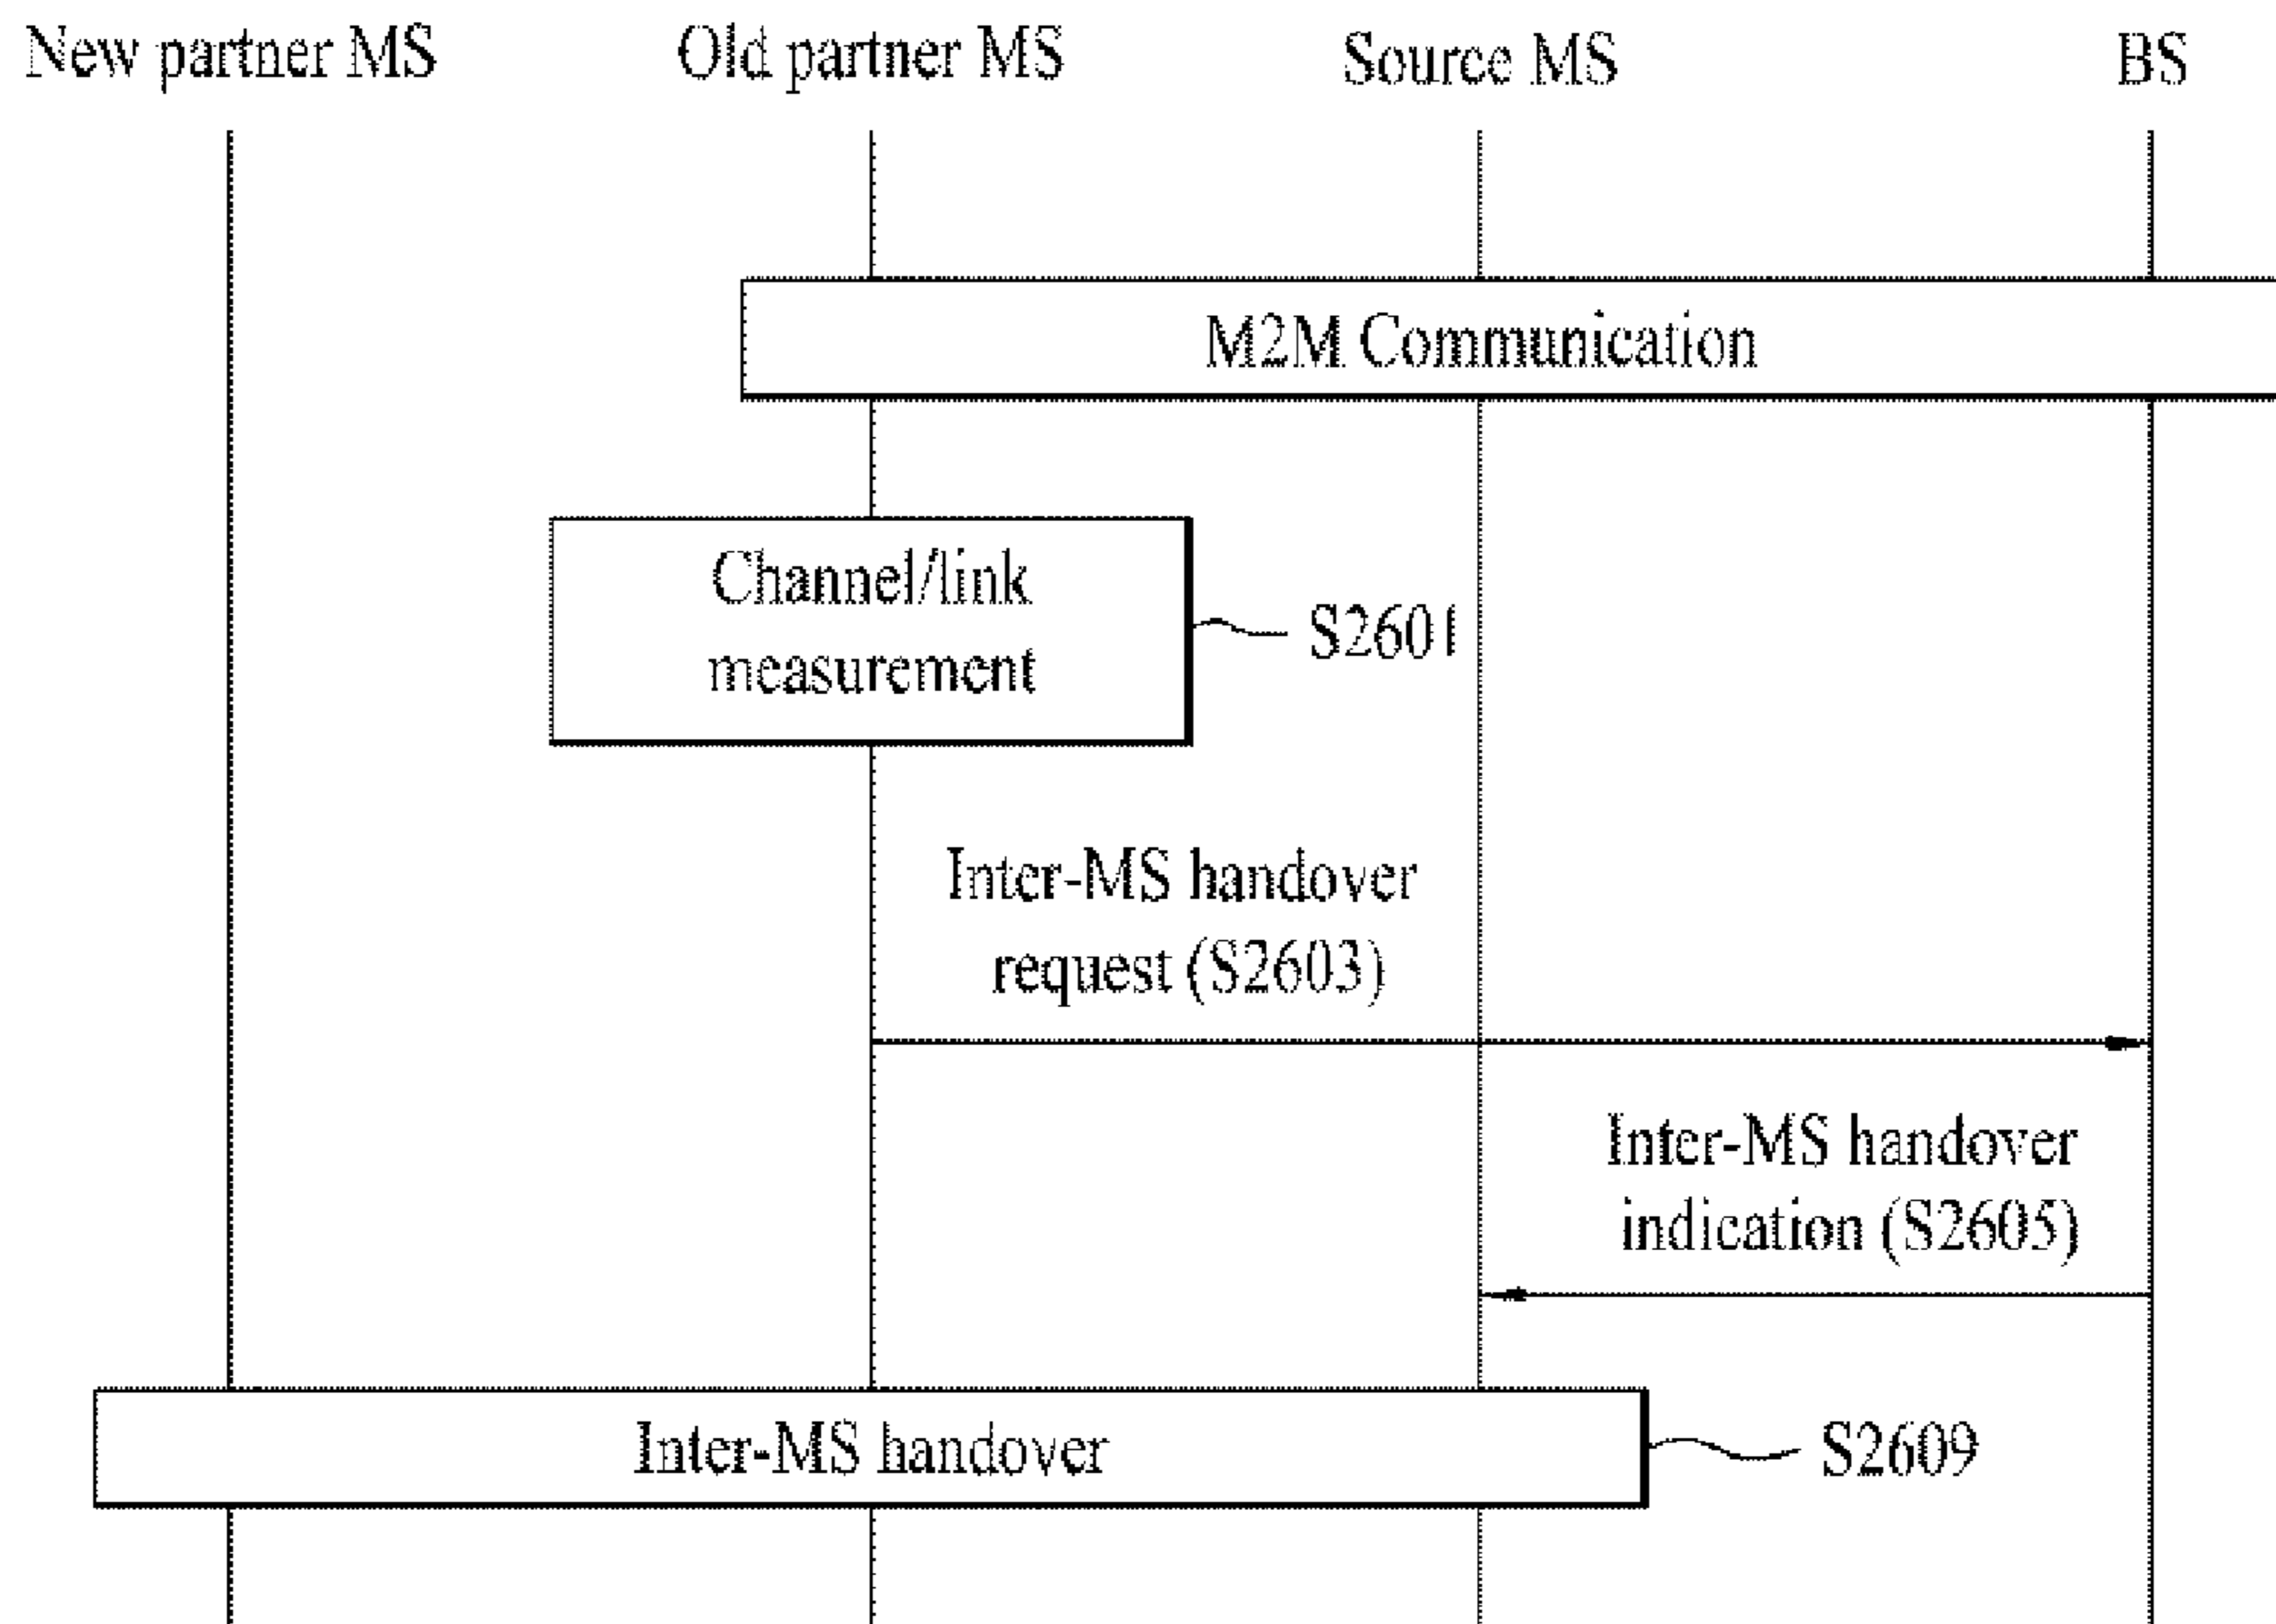 New partner MS
Old partner MS
Source MS
BS
M2M Communication
Channel/link
measurement
S2601
Inter-MS handover
request (S2603)
Inter-MS handover
indication (S2605)
Inter-MS handover
S2609